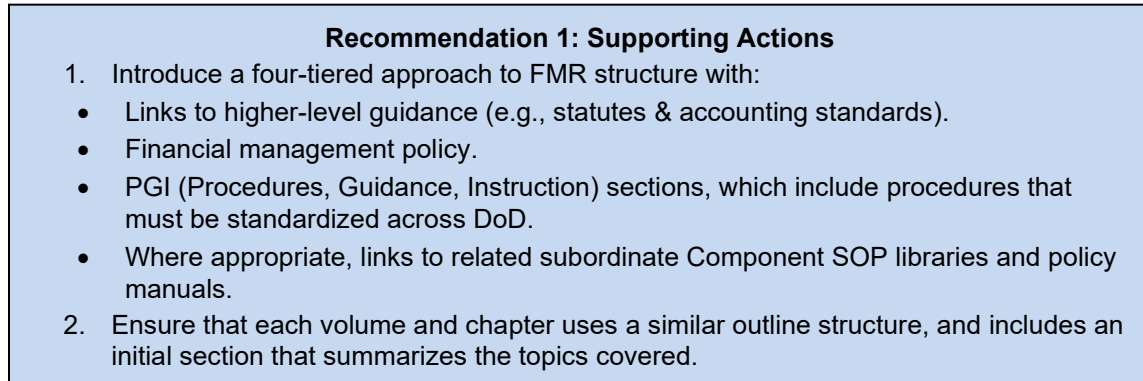 Recommendation 1: Supporting Actions
1. Introduce a four-tiered approach to FMR structure with:
• Links to higher-level guidance (e.g., statutes & accounting standards).
• Financial management policy.
• PGI (Procedures, Guidance, Instruction) sections, which include procedures that
must be standardized across DoD.
• Where appropriate, links to related subordinate Component SOP libraries and policy
manuals.
2. Ensure that each volume and chapter uses a similar outline structure, and includes an
initial section that summarizes the topics covered.